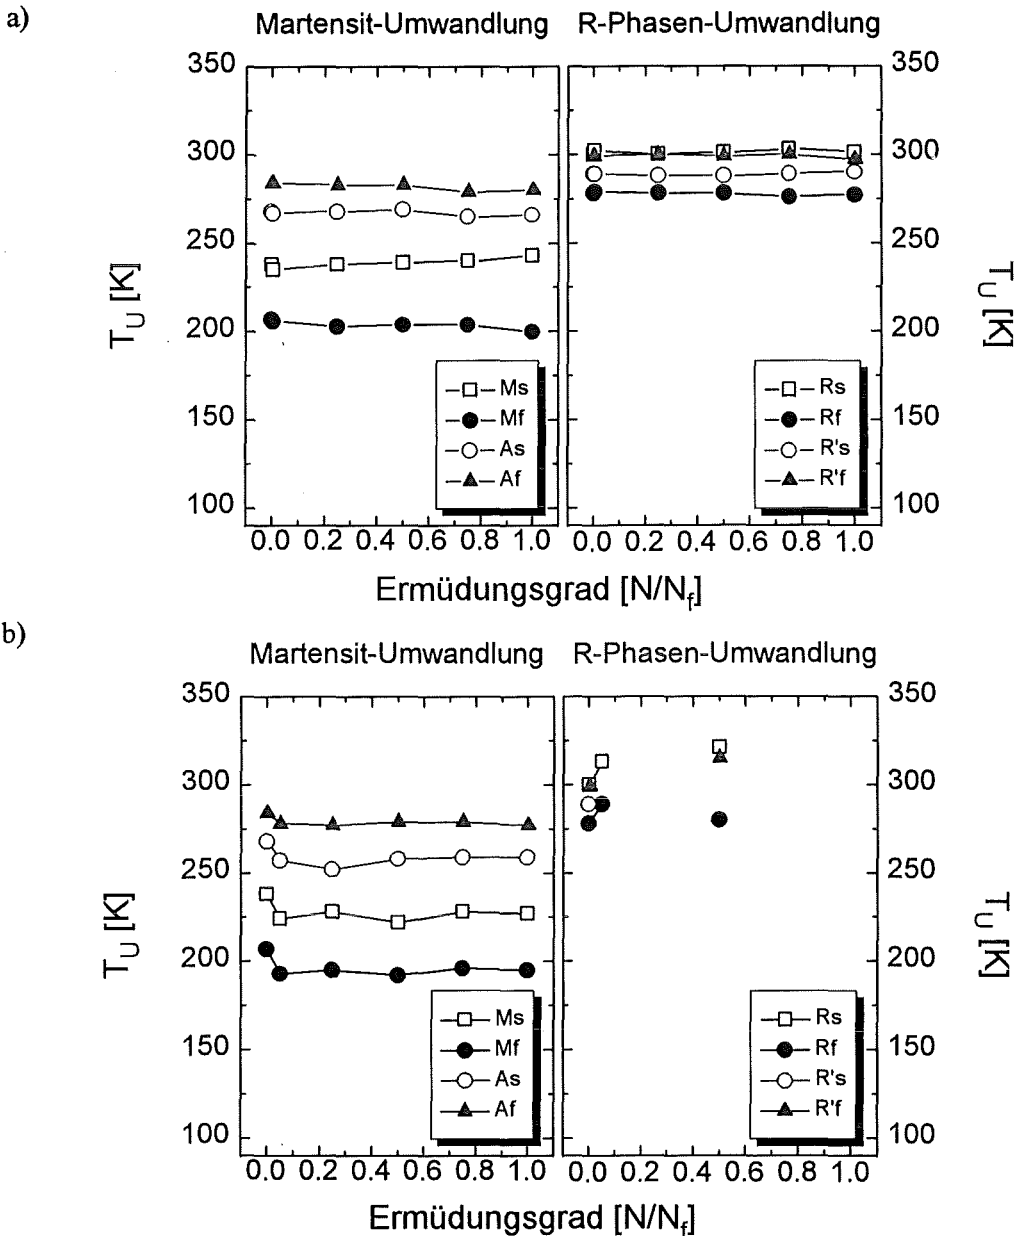 a)
Martensit-Umwandlung R-Phasen-Umwandlung
350 350
300 300
250 250
200 200
150 150
100 100
T_U [K]
T_U [K]
Ms
Mf
As
Af
Rs
Rf
R's
R'f
0.0 0.2 0.4 0.6 0.8 1.0 0.0 0.2 0.4 0.6 0.8 1.0
Ermüdungsgrad [N/N_f]
b)
Martensit-Umwandlung R-Phasen-Umwandlung
350 350
300 300
250 250
200 200
150 150
100 100
T_U [K]
T_U [K]
Ms
Mf
As
Af
Rs
Rf
R's
R'f
0.0 0.2 0.4 0.6 0.8 1.0 0.0 0.2 0.4 0.6 0.8 1.0
Ermüdungsgrad [N/N_f]